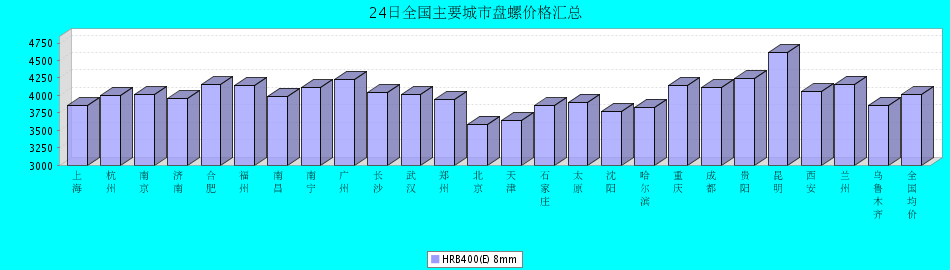 24日全国主要城市盘螺价格汇总
4750
4500
4250
4000
3750
3500
3250
3000
上海
杭州
南京
济南
合肥
福州
南昌
南宁
广州
长沙
武汉
郑州
北京
天津
石家庄
太原
沈阳
哈尔滨
重庆
成都
贵阳
昆明
西安
兰州
乌鲁木齐
全国均价
HRB400(E) 8mm